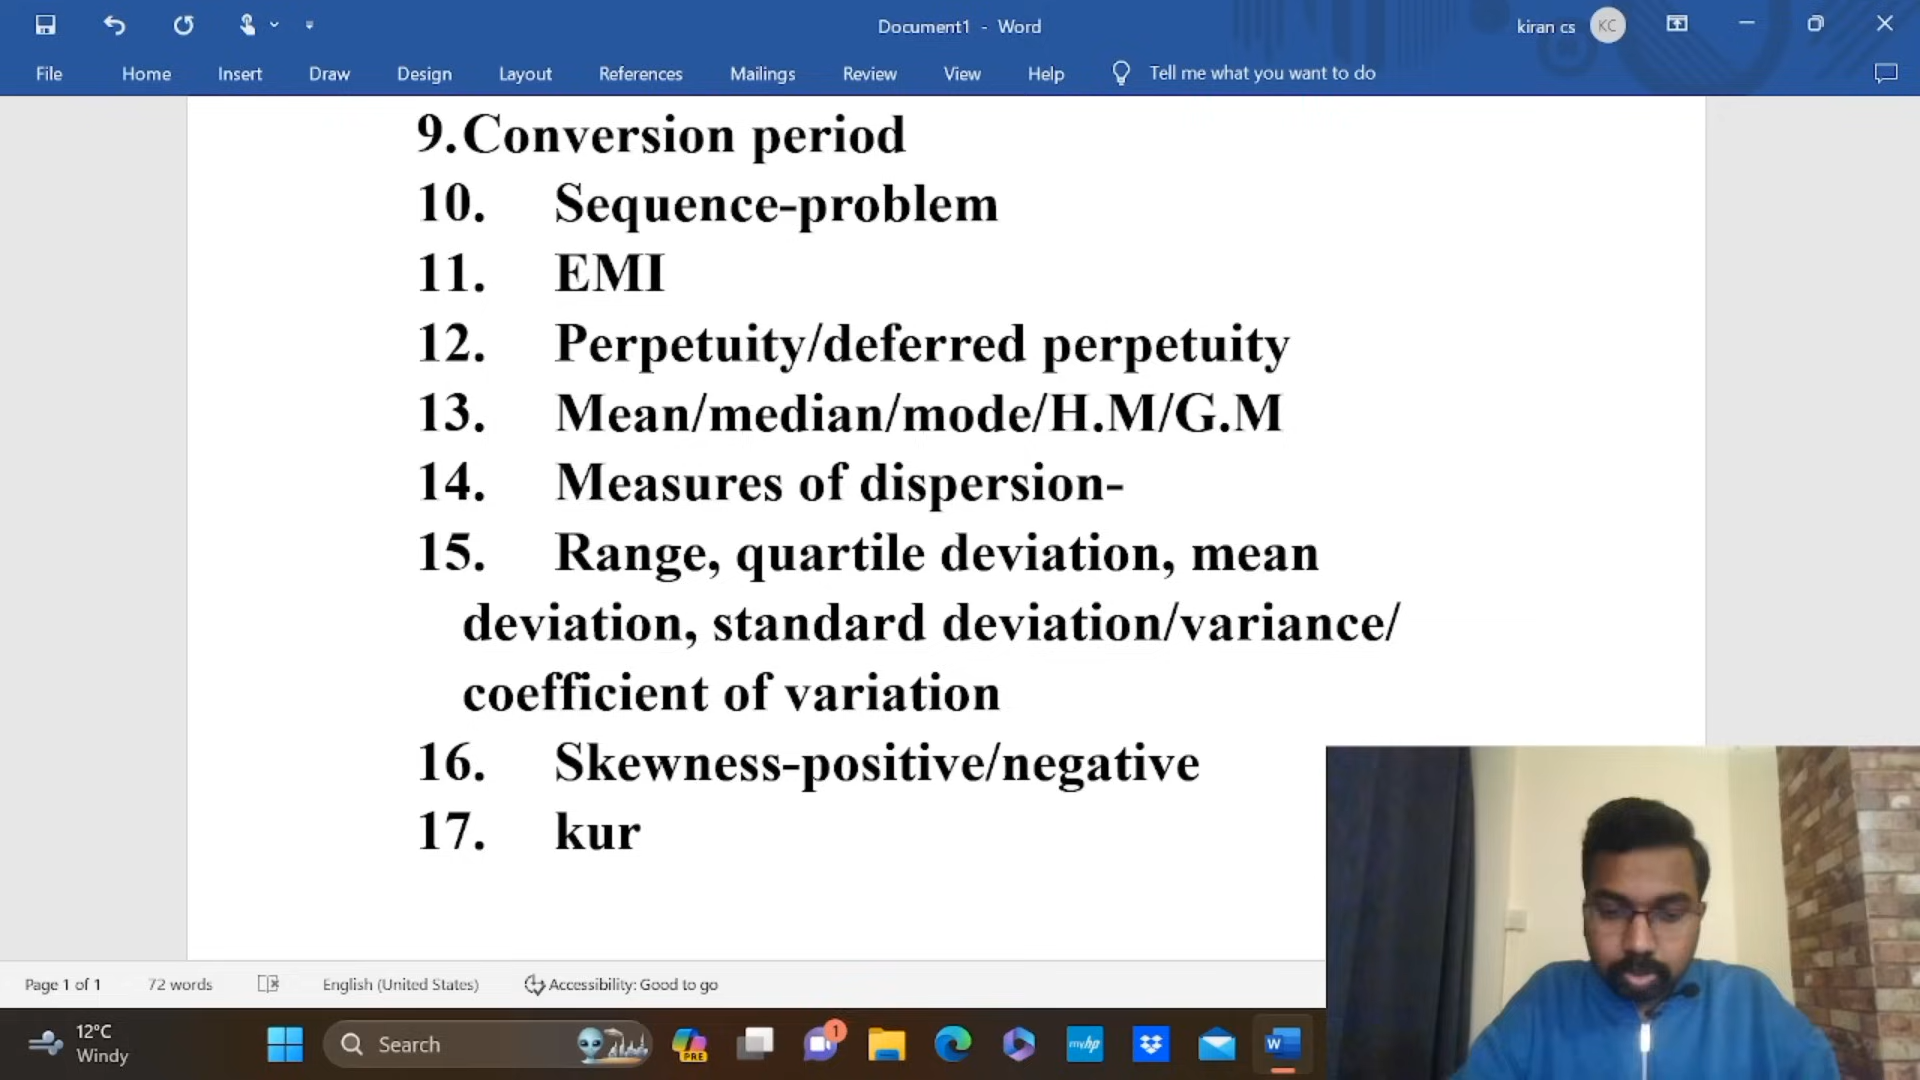 Document1 - Word
kiran cs
KC
File
Home
Insert
Draw
Design
Layout
References
Mailings
Review
View
Help
Tell me what you want to do
9. Conversion period
10. Sequence-problem
11. EMI
12. Perpetuity/deferred perpetuity
13. Mean/median/mode/H.M/G.M
14. Measures of dispersion-
15. Range, quartile deviation, mean
deviation, standard deviation/variance/
coefficient of variation
16. Skewness-positive/negative
17. kur
Page 1 of 1
72 words
English (United States)
Accessibility: Good to go
12°C
Windy
Search
PRE
1
myhp
W